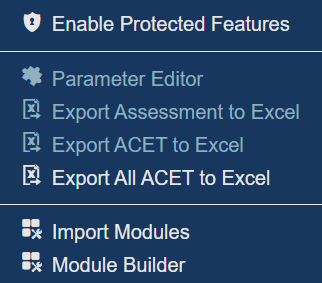 Enable Protected Features
Parameter Editor
Export Assessment to Excel
Export ACET to Excel
Export All ACET to Excel
Import Modules
Module Builder